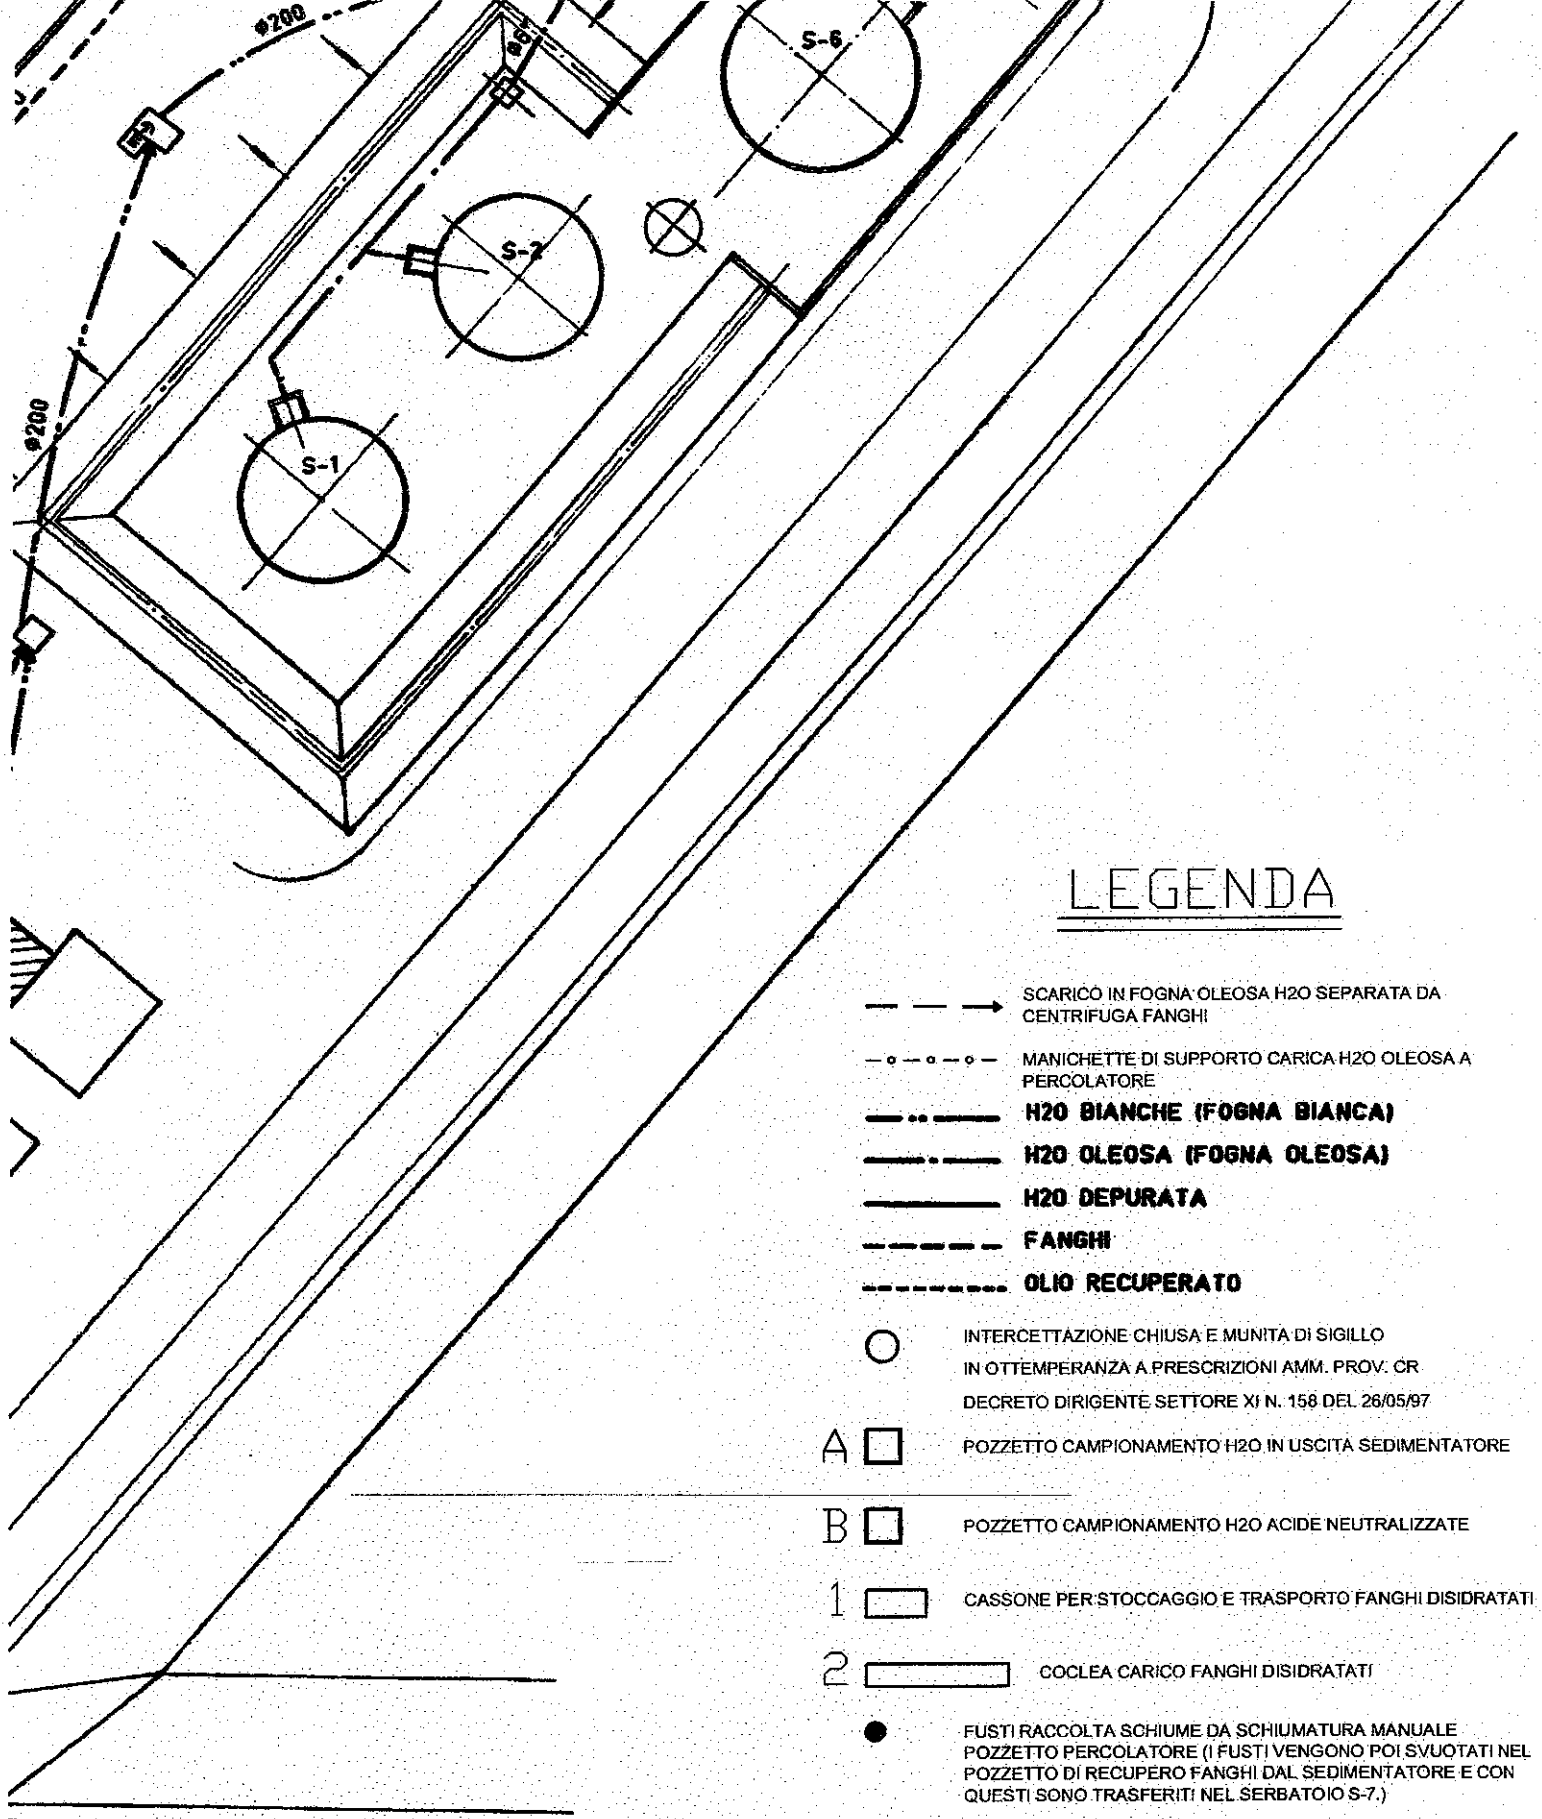 ø200
S-6
S-2
ø200
S-1
LEGENDA
SCARICO IN FOGNA OLEOSA H2O SEPARATA DA
CENTRIFUGA FANGHI
MANICHETTE DI SUPPORTO CARICA H2O OLEOSA A
PERCOLATORE
H2O BIANCHE (FOGNA BIANCA)
H2O OLEOSA (FOGNA OLEOSA)
H2O DEPURATA
FANGHI
OLIO RECUPERATO
INTERCETTAZIONE CHIUSA E MUNITA DI SIGILLO
IN OTTEMPERANZA A PRESCRIZIONI AMM. PROV. CR
DECRETO DIRIGENTE SETTORE XI N. 158 DEL 26/05/97
A POZZETTO CAMPIONAMENTO H2O IN USCITA SEDIMENTATORE
B POZZETTO CAMPIONAMENTO H2O ACIDE NEUTRALIZZATE
1 CASSONE PER STOCCAGGIO E TRASPORTO FANGHI DISIDRATATI
2 COCLEA CARICO FANGHI DISIDRATATI
FUSTI RACCOLTA SCHIUME DA SCHIUMATURA MANUALE
POZZETTO PERCOLATORE (I FUSTI VENGONO POI SVUOTATI NEL
POZZETTO DI RECUPERO FANGHI DAL SEDIMENTATORE E CON
QUESTI SONO TRASFERITI NEL SERBATOIO S-7.)